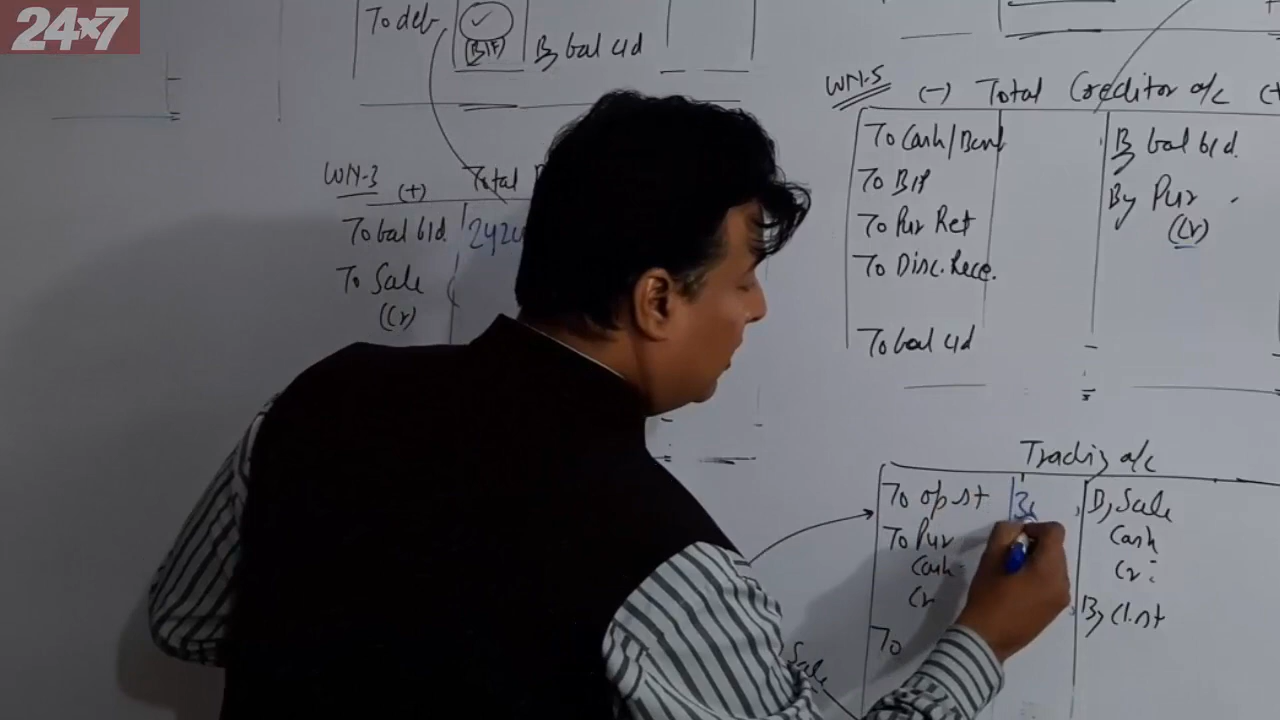 24x7
To deb.
(B/F)
By bal c/d
WN-3 (+) Total
To bal b/d.
To Sale
(Cr)
WN-5 (-) Total Creditor a/c
To Cash/Bank
By bal b/d.
To B/P
By Pur
(Cr)
To Pur Ret
To Disc. Rece.
To bal c/d
Trading a/c
To op st
By Sale
Cash
Cr
To Pur
Cash
Cr
By Cl. st
To
Sale